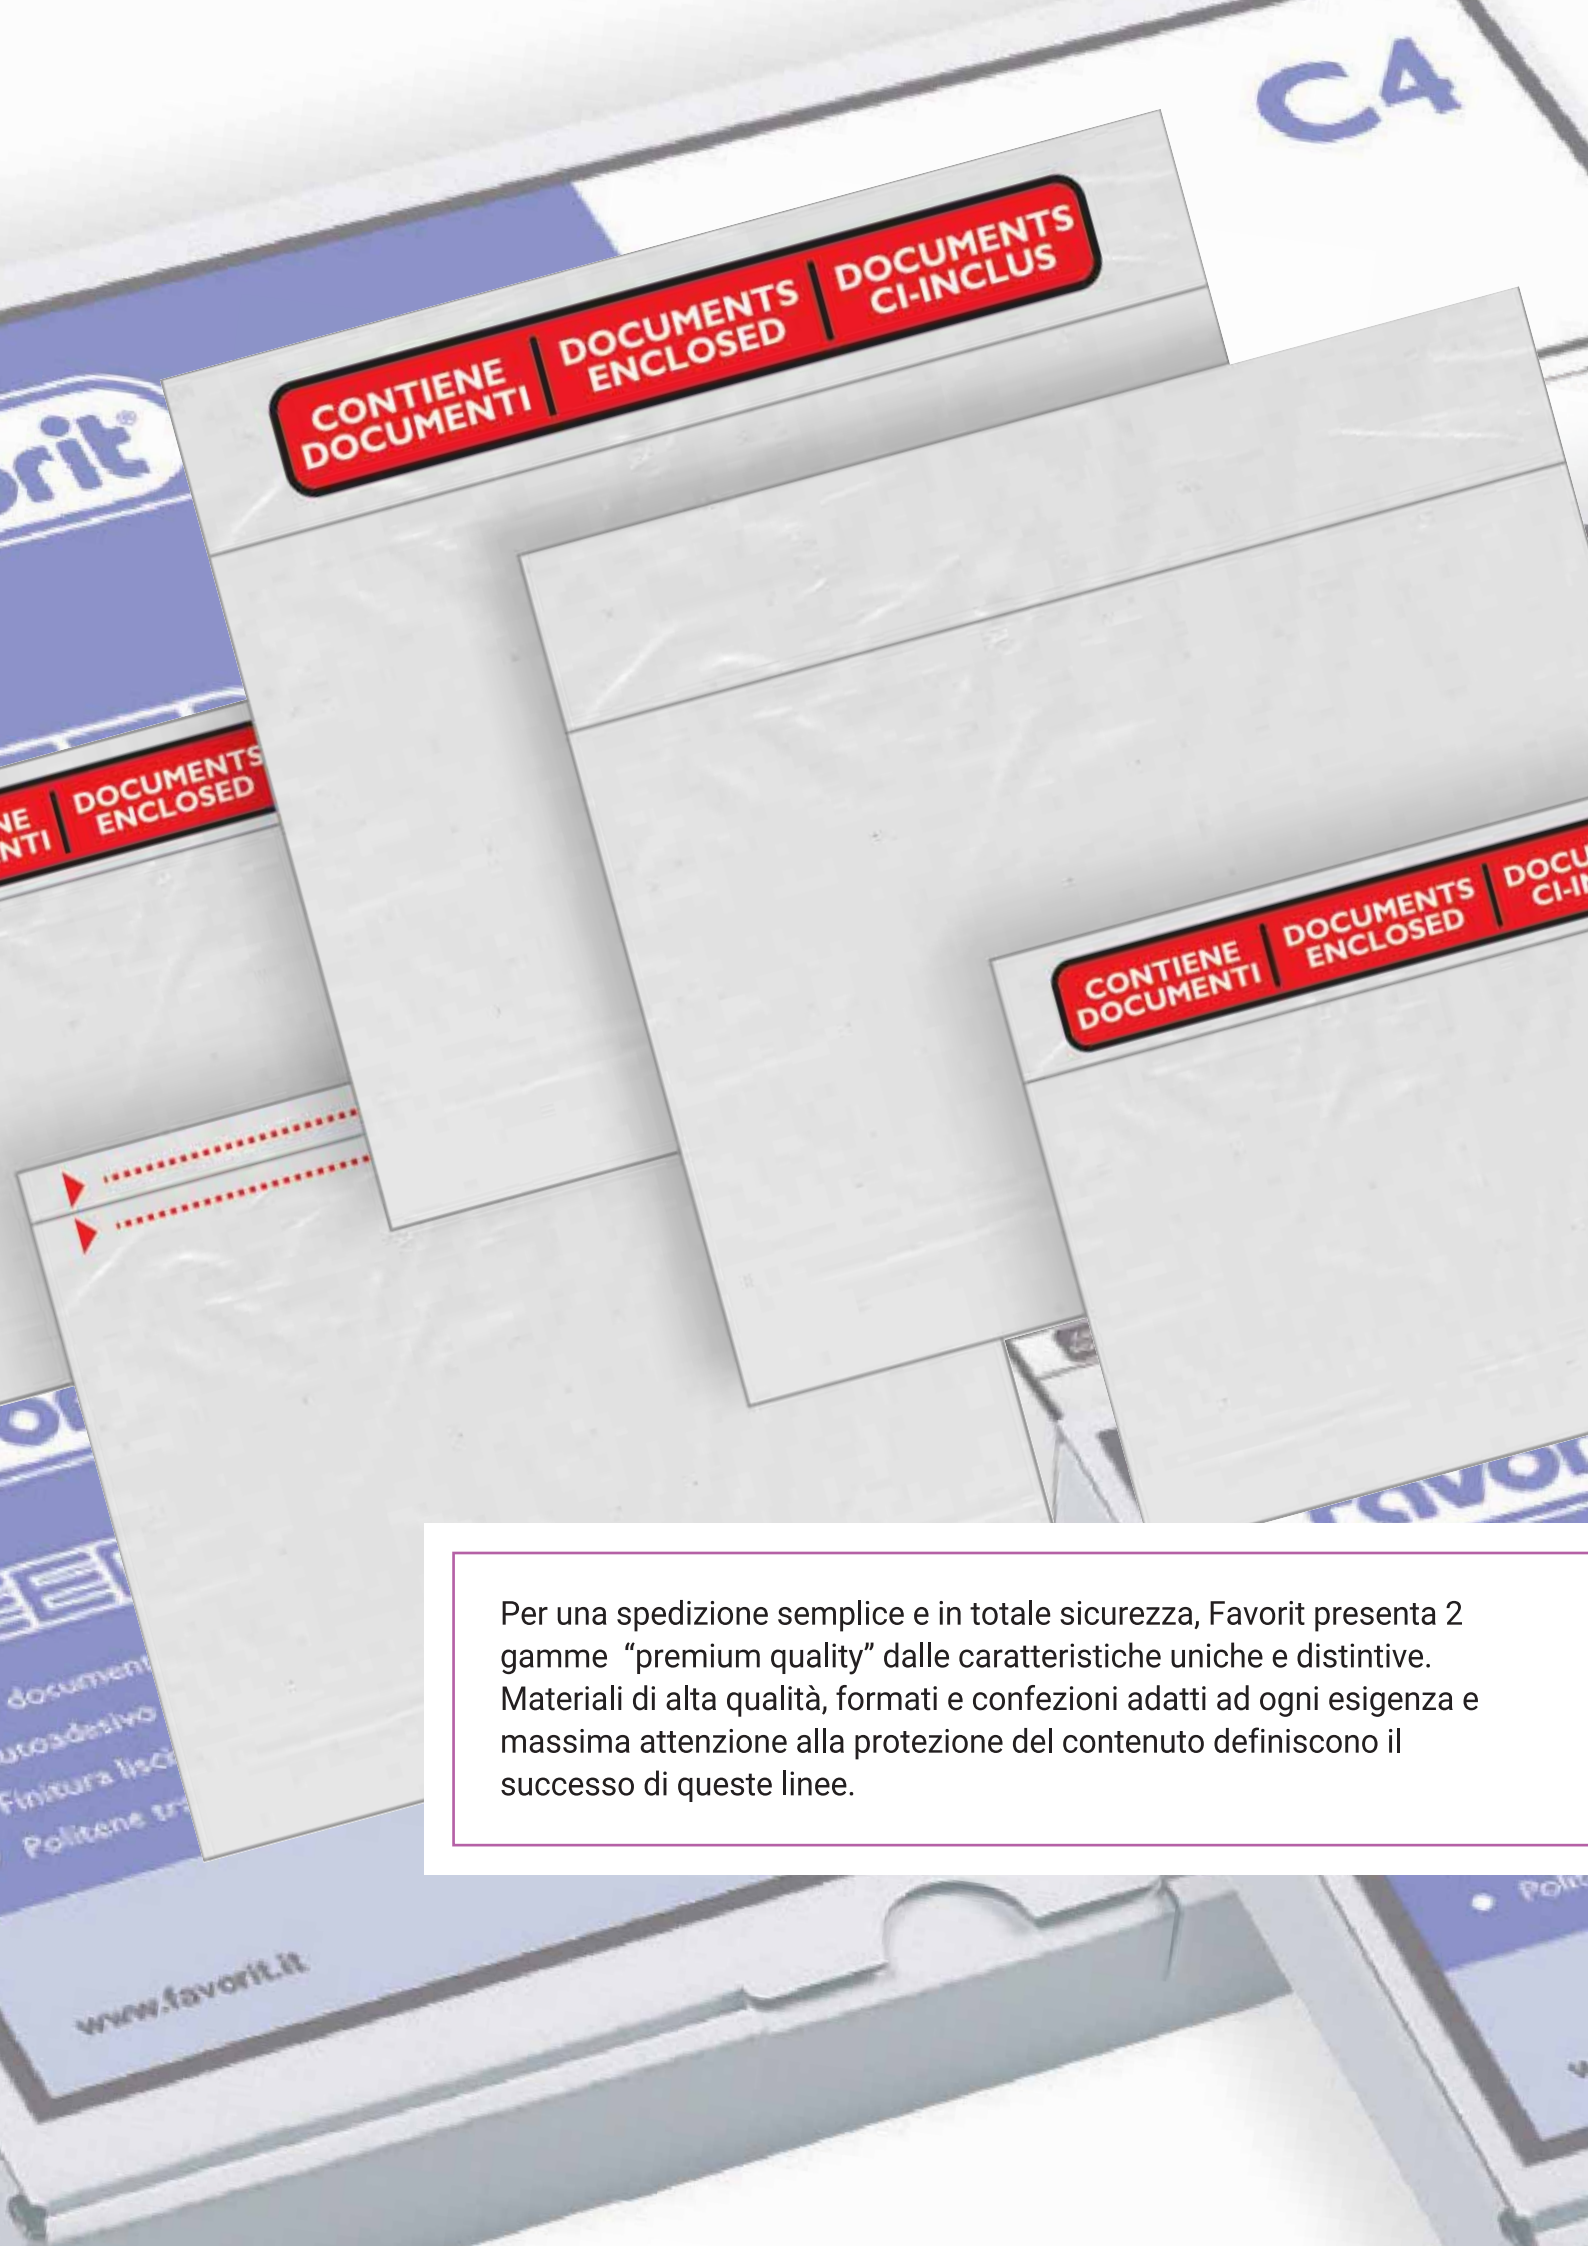 C4
CONTIENE
DOCUMENTI
DOCUMENTS
ENCLOSED
DOCUMENTS
CI-INCLUS
DOCUMENTS
ENCLOSED
CONTIENE
DOCUMENTI
DOCUMENTS
ENCLOSED
Per una spedizione semplice e in totale sicurezza, Favorit presenta 2
gamme “premium quality” dalle caratteristiche uniche e distintive.
Materiali di alta qualità, formati e confezioni adatti ad ogni esigenza e
massima attenzione alla protezione del contenuto definiscono il
successo di queste linee.
Finitura
Politene
www.favorit.it